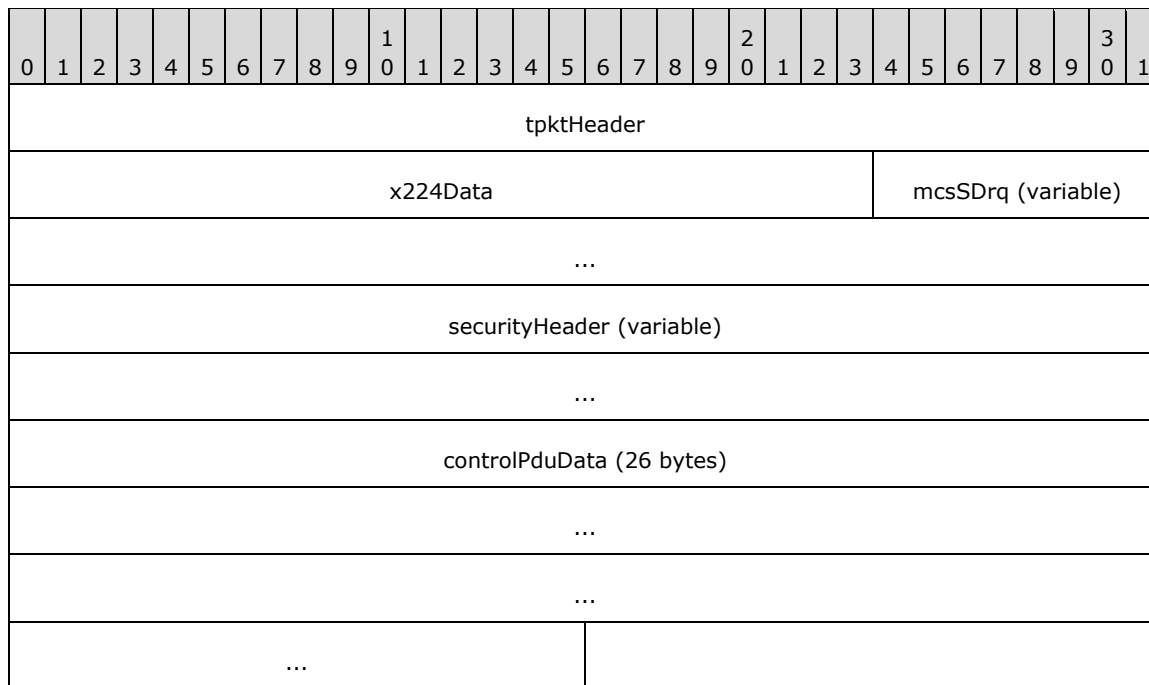 1 2 3
0 1 2 3 4 5 6 7 8 9 0 1 2 3 4 5 6 7 8 9 0 1 2 3 4 5 6 7 8 9 0 1
tpktHeader
x224Data mcsSDrq (variable)
...
securityHeader (variable)
...
controlPduData (26 bytes)
...
...
...